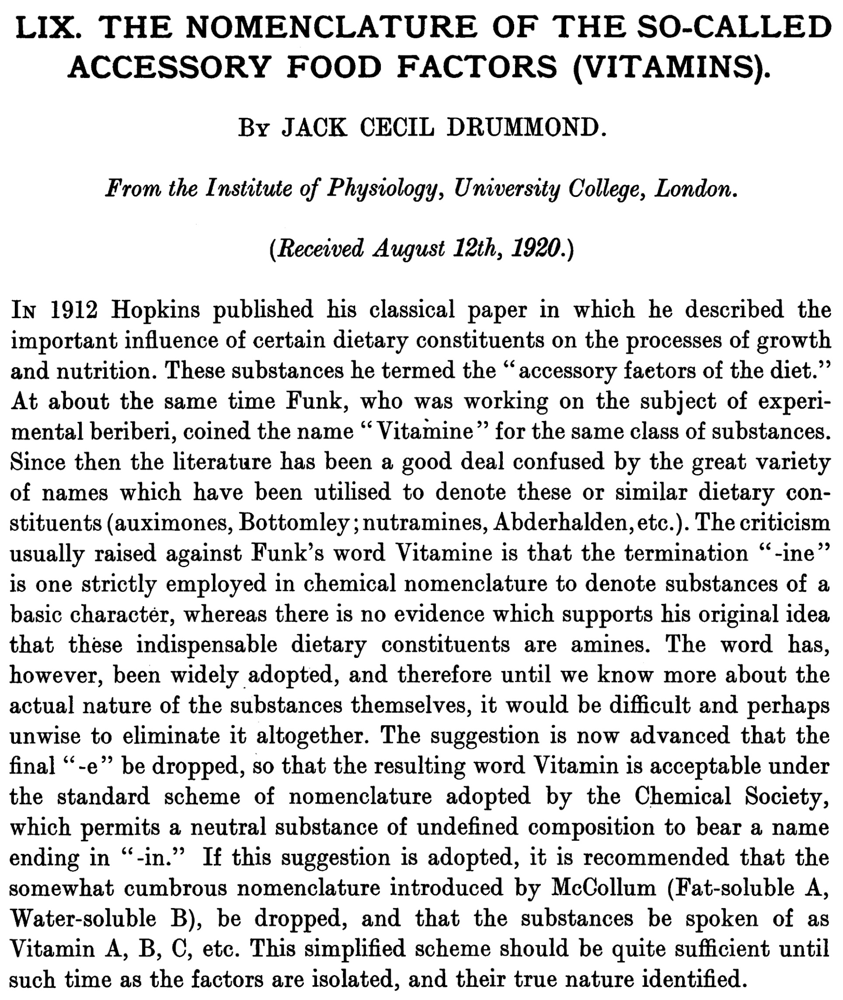 LIX. THE NOMENCLATURE OF THE SO-CALLED
ACCESSORY FOOD FACTORS (VITAMINS).
BY JACK CECIL DRUMMOND.
From the Institute of Physiology, University College, London.
(Received August 12th, 1920.)
IN 1912 Hopkins published his classical paper in which he described the
important influence of certain dietary constituents on the processes of growth
and nutrition. These substances he termed the “accessory factors of the diet.”
At about the same time Funk, who was working on the subject of experi-
mental beriberi, coined the name “Vitamine” for the same class of substances.
Since then the literature has been a good deal confused by the great variety
of names which have been utilised to denote these or similar dietary con-
stituents (auximones, Bottomley; nutramines, Abderhalden, etc.). The criticism
usually raised against Funk’s word Vitamine is that the termination “-ine”
is one strictly employed in chemical nomenclature to denote substances of a
basic character, whereas there is no evidence which supports his original idea
that these indispensable dietary constituents are amines. The word has,
however, been widely adopted, and therefore until we know more about the
actual nature of the substances themselves, it would be difficult and perhaps
unwise to eliminate it altogether. The suggestion is now advanced that the
final “-e” be dropped, so that the resulting word Vitamin is acceptable under
the standard scheme of nomenclature adopted by the Chemical Society,
which permits a neutral substance of undefined composition to bear a name
ending in “-in.” If this suggestion is adopted, it is recommended that the
somewhat cumbrous nomenclature introduced by McCollum (Fat-soluble A,
Water-soluble B), be dropped, and that the substances be spoken of as
Vitamin A, B, C, etc. This simplified scheme should be quite sufficient until
such time as the factors are isolated, and their true nature identified.